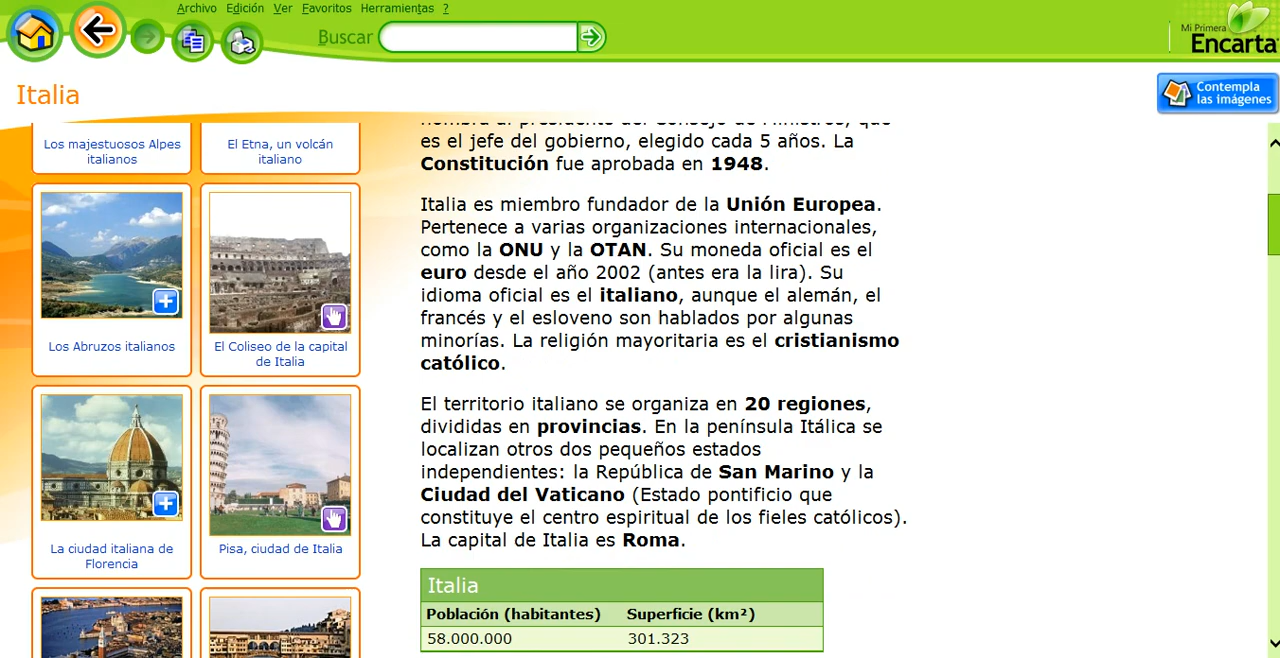 Archivo Edición Ver Favoritos Herramientas ?
Buscar
Mi Primera
Encarta
Italia
Contempla
las imágenes
Los majestuosos Alpes
italianos
El Etna, un volcán
italiano
Los Abruzos italianos
El Coliseo de la capital
de Italia
La ciudad italiana de
Florencia
Pisa, ciudad de Italia
nombra al presidente del Consejo de Ministros, que
es el jefe del gobierno, elegido cada 5 años. La
Constitución fue aprobada en 1948.
Italia es miembro fundador de la Unión Europea.
Pertenece a varias organizaciones internacionales,
como la ONU y la OTAN. Su moneda oficial es el
euro desde el año 2002 (antes era la lira). Su
idioma oficial es el italiano, aunque el alemán, el
francés y el esloveno son hablados por algunas
minorías. La religión mayoritaria es el cristianismo
católico.
El territorio italiano se organiza en 20 regiones,
divididas en provincias. En la península Itálica se
localizan otros dos pequeños estados
independientes: la República de San Marino y la
Ciudad del Vaticano (Estado pontificio que
constituye el centro espiritual de los fieles católicos).
La capital de Italia es Roma.
Italia
Población (habitantes) Superficie (km²)
58.000.000 301.323